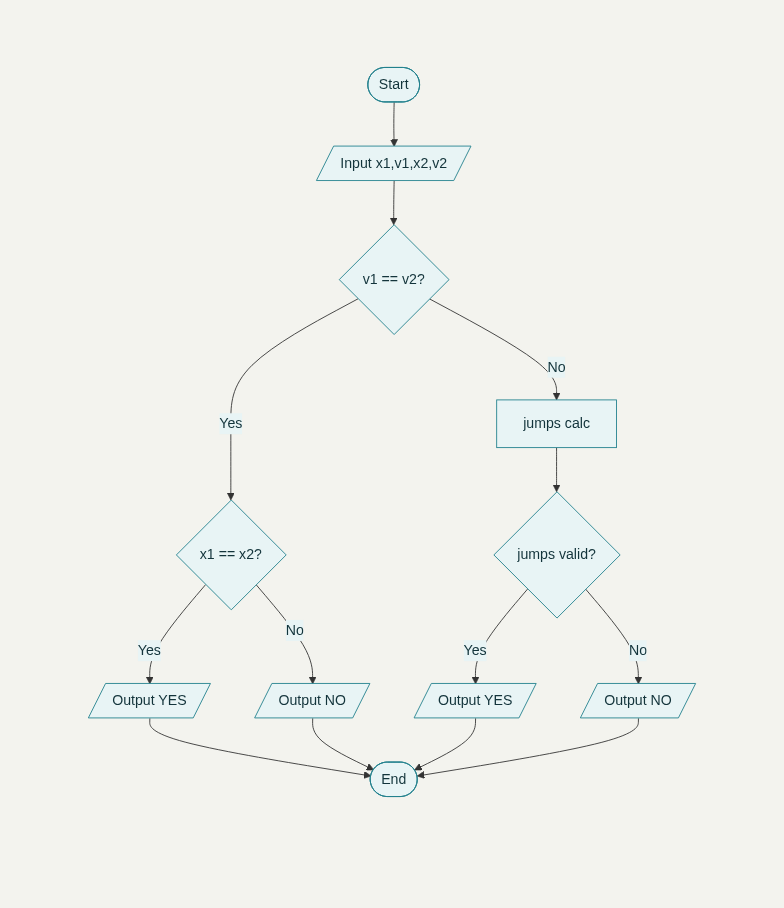 Start
Input x1,v1,x2,v2
v1 == v2?
No
Yes
jumps calc
x1 == x2?
jumps valid?
Yes
No
Yes
No
Output YES
Output NO
Output YES
Output NO
End